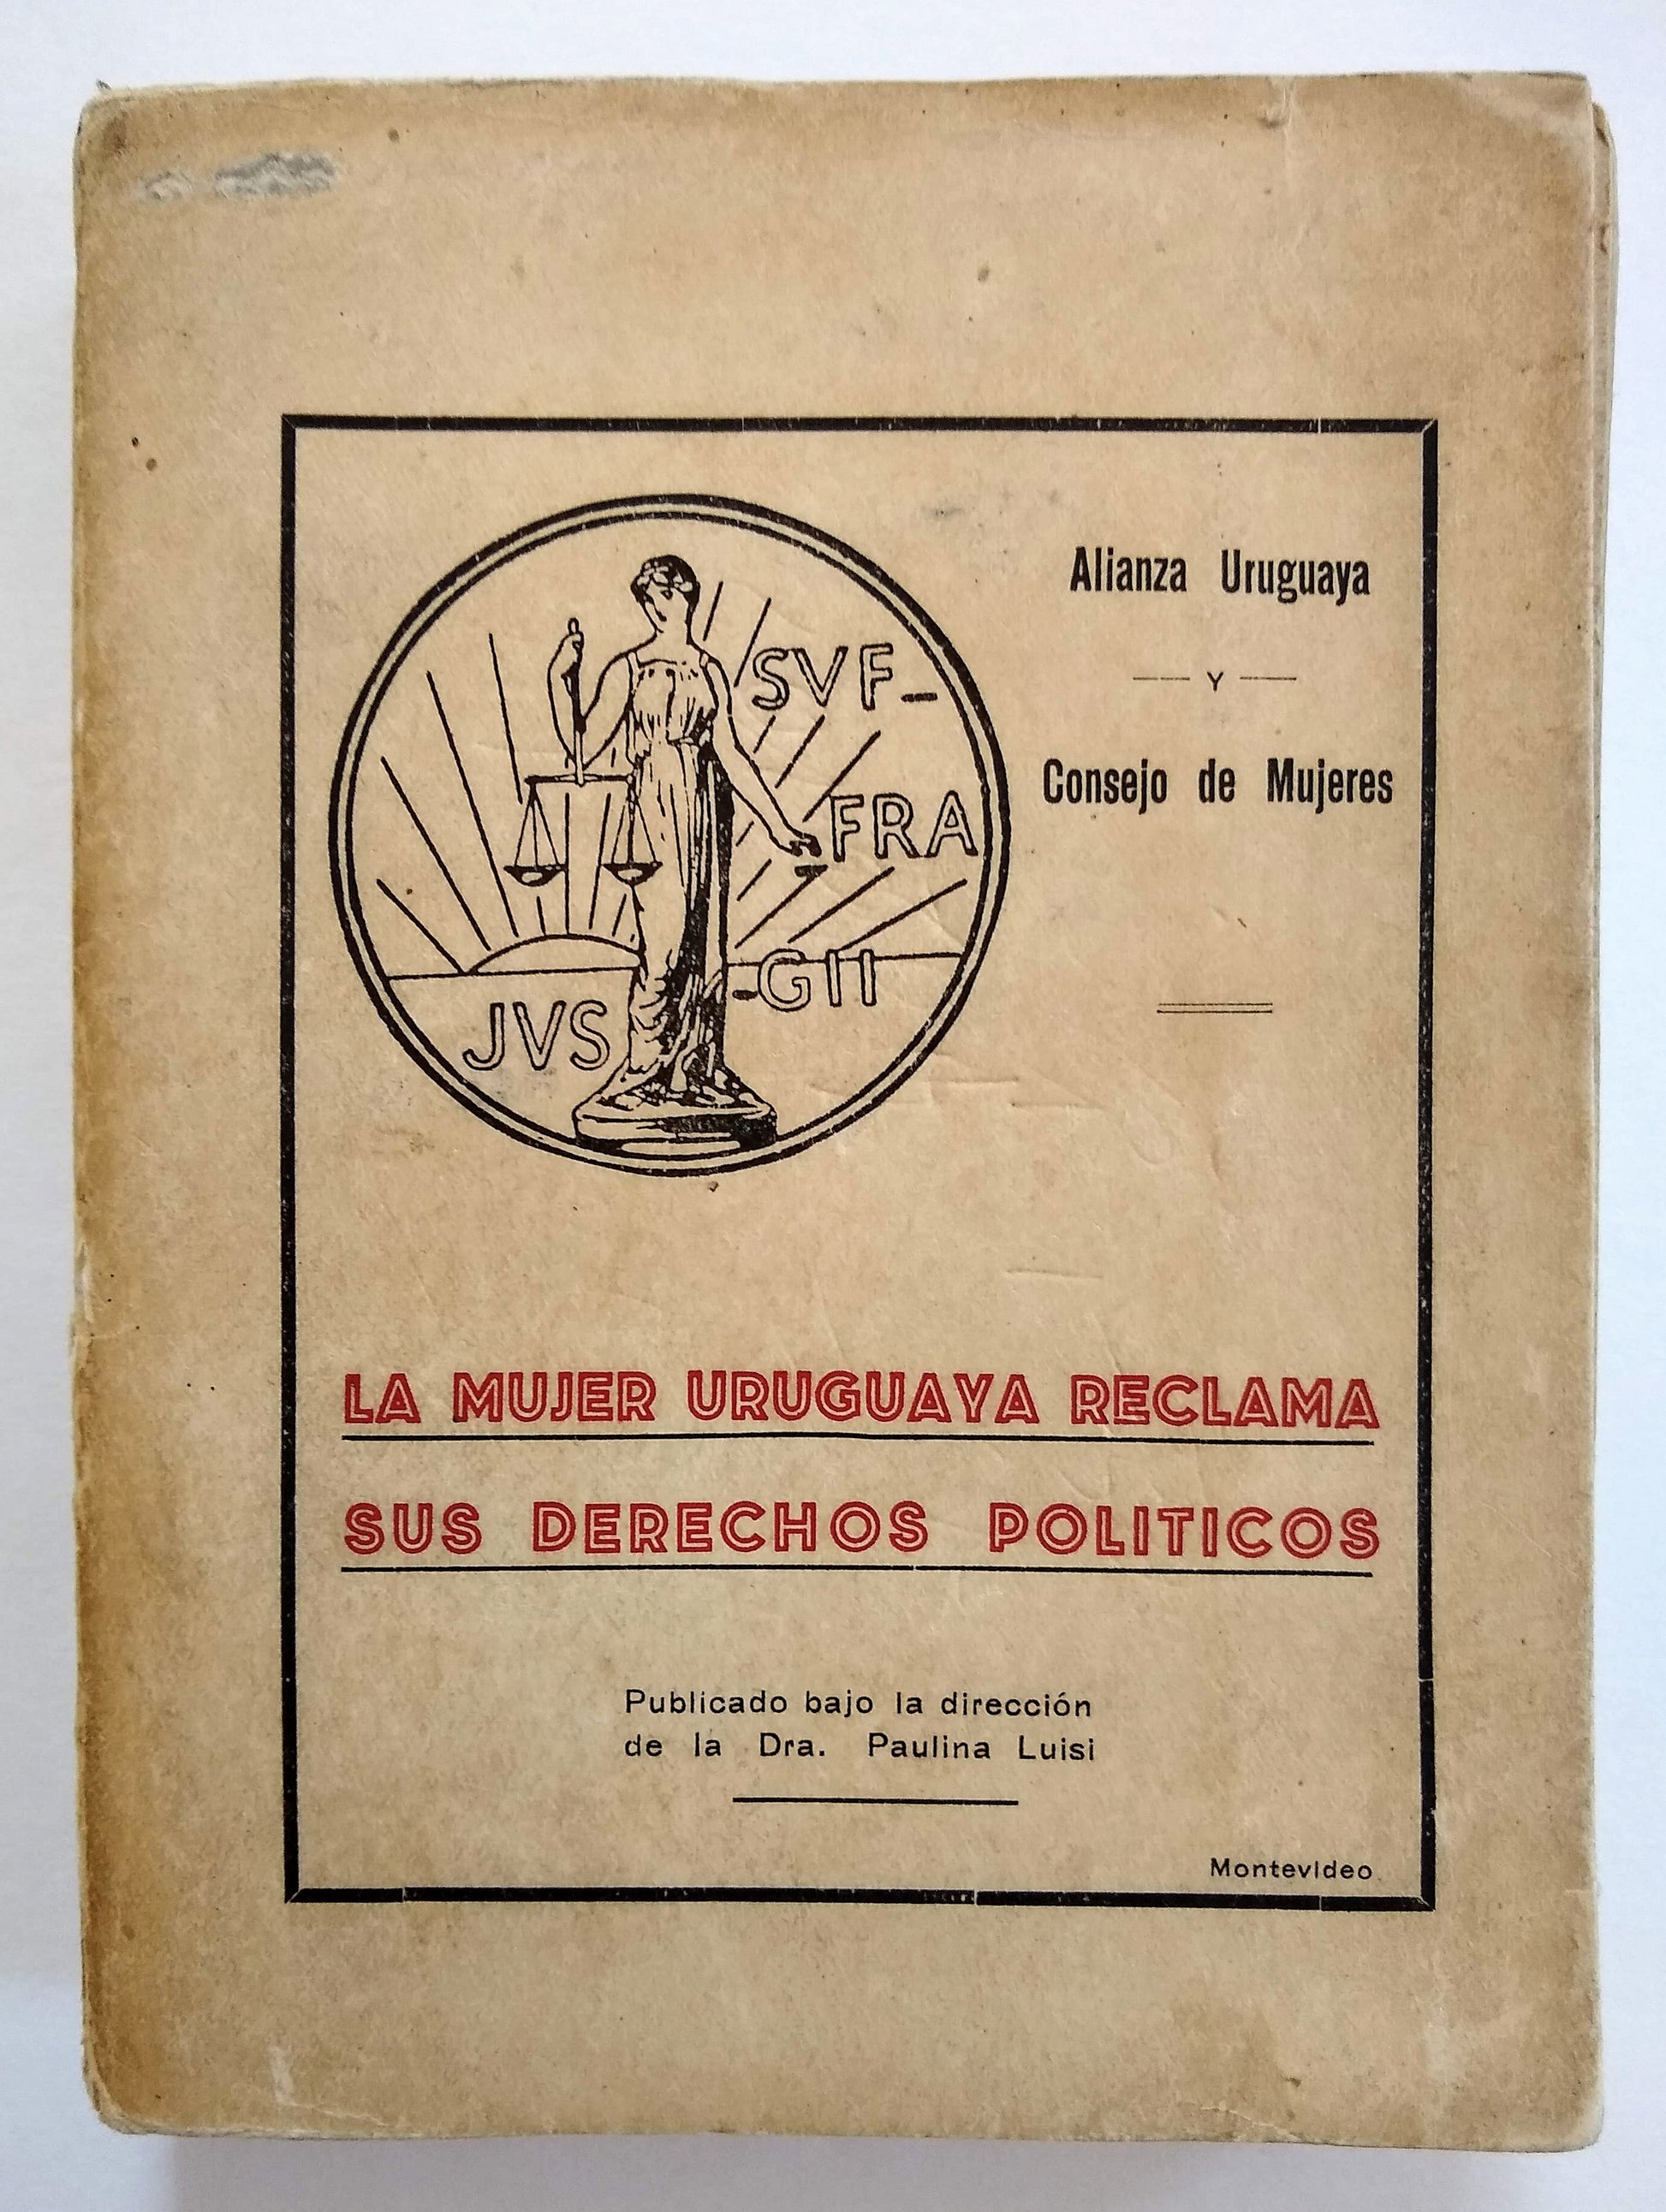 SVF-
FRA
-GII
JVS
Alianza Uruguaya
— Y —
Consejo de Mujeres
LA MUJER URUGUAYA RECLAMA
SUS DERECHOS POLITICOS
Publicado bajo la dirección
de la Dra. Paulina Luisi
Montevideo